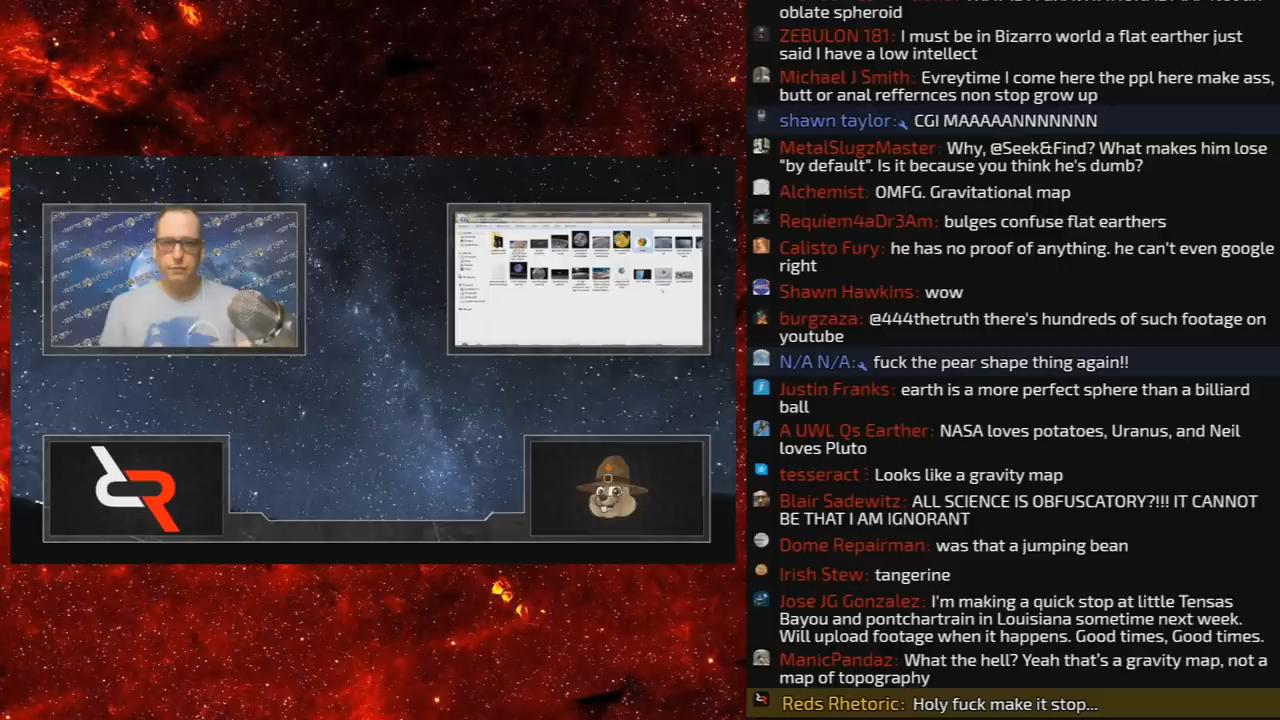 oblate spheroid
ZEBULON 181: I must be in Bizarro world a flat earther just
said I have a low intellect
Michael J Smith: Evreytime I come here the ppl here make ass,
butt or anal reffernces non stop grow up
shawn taylor: CGI MAAAAANNNNNNN
MetalSlugzMaster: Why, @Seek&Find? What makes him lose
"by default". Is it because you think he's dumb?
Alchemist: OMFG. Gravitational map
Requiem4aDr3Am: bulges confuse flat earthers
Calisto Fury: he has no proof of anything. he can't even google
right
Shawn Hawkins: wow
burgzaza: @444thetruth there's hundreds of such footage on
youtube
N/A N/A: fuck the pear shape thing again!!
Justin Franks: earth is a more perfect sphere than a billiard
ball
A UWL Qs Earther: NASA loves potatoes, Uranus, and Neil
loves Pluto
tesseract : Looks like a gravity map
Blair Sadewitz: ALL SCIENCE IS OBFUSCATORY?!!! IT CANNOT
BE THAT I AM IGNORANT
Dome Repairman: was that a jumping bean
Irish Stew: tangerine
Jose JG Gonzalez: I'm making a quick stop at little Tensas
Bayou and pontchartrain in Louisiana sometime next week.
Will upload footage when it happens. Good times, Good times.
ManicPandaz: What the hell? Yeah that's a gravity map, not a
map of topography
Reds Rhetoric: Holy fuck make it stop...